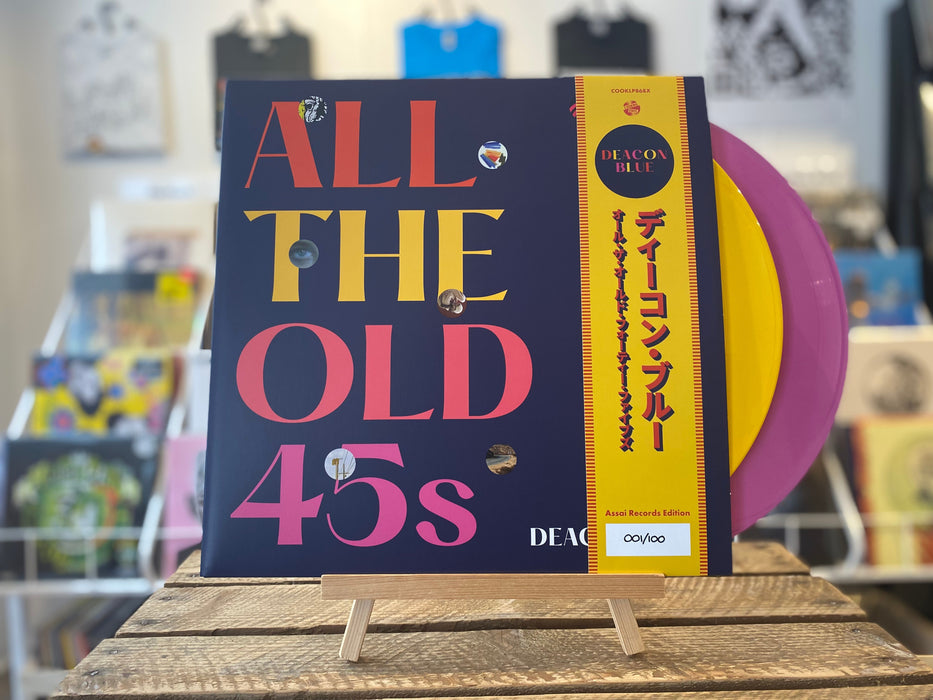 ALL
THE
OLD
45s
DEAC
COOKLP868X
DEACON
BLUE
ディーコン・ブルー
オール・ザ・オールド・フォーティー・ファイブス
Assai Records Edition
001/100